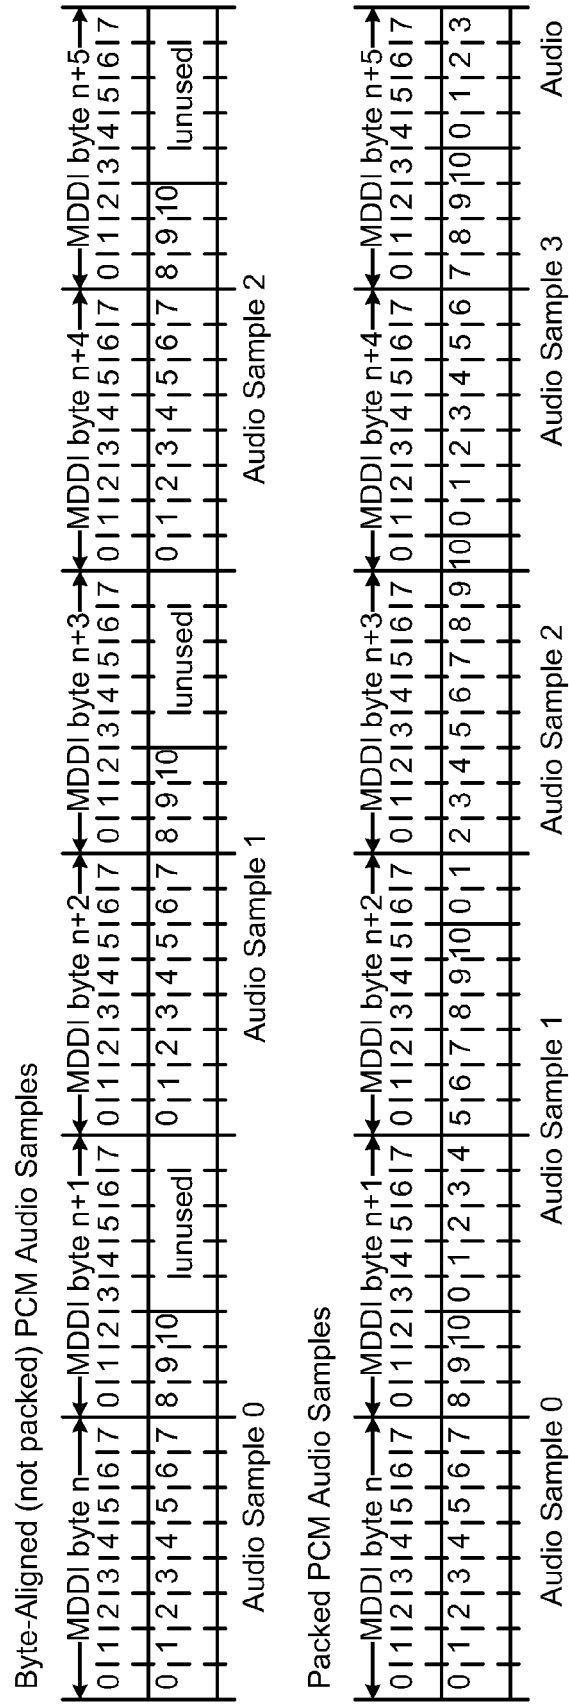 Byte-Aligned (not packed) PCM Audio Samples
MDDI byte n MDDI byte n+1 MDDI byte n+2 MDDI byte n+3 MDDI byte n+4 MDDI byte n+5
0 1 2 3 4 5 6 7 0 1 2 3 4 5 6 7 0 1 2 3 4 5 6 7 0 1 2 3 4 5 6 7 0 1 2 3 4 5 6 7 0 1 2 3 4 5 6 7
0 1 2 3 4 5 6 7 8 9 10 unused 0 1 2 3 4 5 6 7 8 9 10 unused 0 1 2 3 4 5 6 7 8 9 10 unused
Audio Sample 0 Audio Sample 1 Audio Sample 2
Packed PCM Audio Samples
MDDI byte n MDDI byte n+1 MDDI byte n+2 MDDI byte n+3 MDDI byte n+4 MDDI byte n+5
0 1 2 3 4 5 6 7 0 1 2 3 4 5 6 7 0 1 2 3 4 5 6 7 0 1 2 3 4 5 6 7 0 1 2 3 4 5 6 7 0 1 2 3 4 5 6 7
0 1 2 3 4 5 6 7 8 9 10 0 1 2 3 4 5 6 7 8 9 10 0 1 2 3 4 5 6 7 8 9 10 0 1 2 3 4 5 6 7 8 9 10 0 1 2 3
Audio Sample 0 Audio Sample 1 Audio Sample 2 Audio Sample 3 Audio